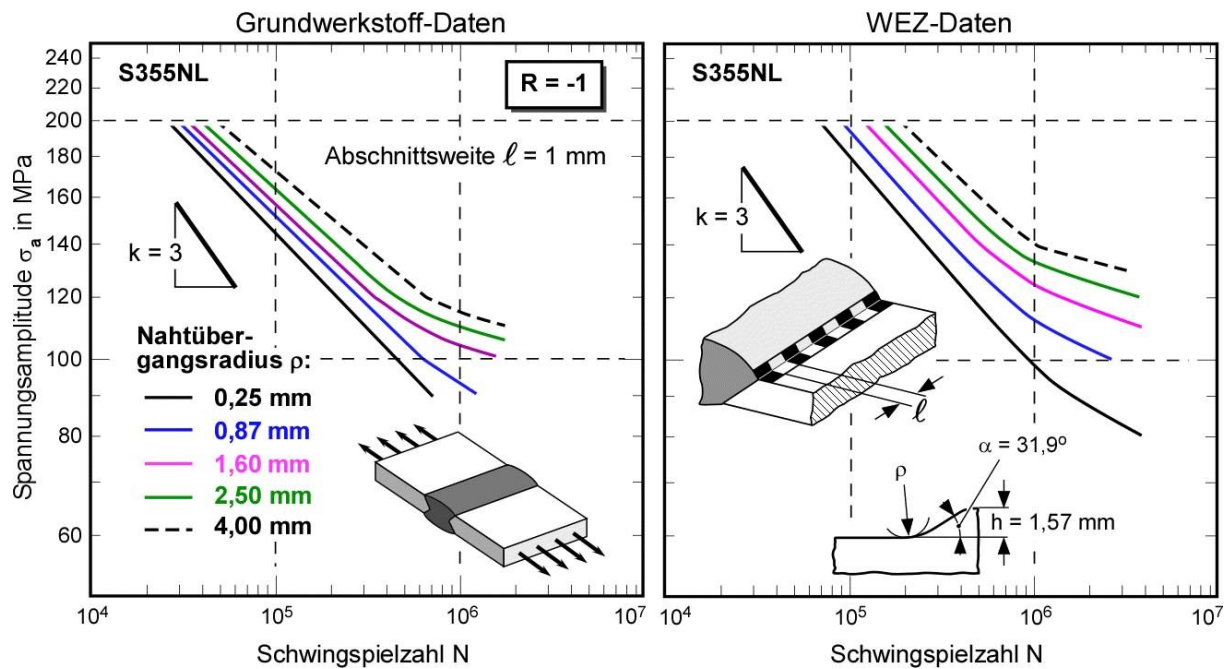 Grundwerkstoff-Daten
240
220
200
180
160
140
120
100
80
60
Spannungsamplitude σa in MPa
S355NL
R = -1
Abschnittsweite ℓ = 1 mm
k = 3
Nahtüber-
gangsradius ρ:
0,25 mm
0,87 mm
1,60 mm
2,50 mm
4,00 mm
10⁴
10⁵
10⁶
10⁷
Schwingspielzahl N
WEZ-Daten
S355NL
k = 3
ℓ
α = 31,9º
ρ
h = 1,57 mm
10⁴
10⁵
10⁶
10⁷
Schwingspielzahl N